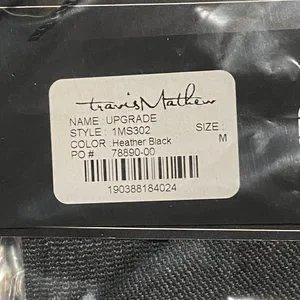 TravisMathew
NAME : UPGRADE
STYLE : 1MS302 SIZE :
COLOR : Heather Black M
PO # : 78890-00
190388184024